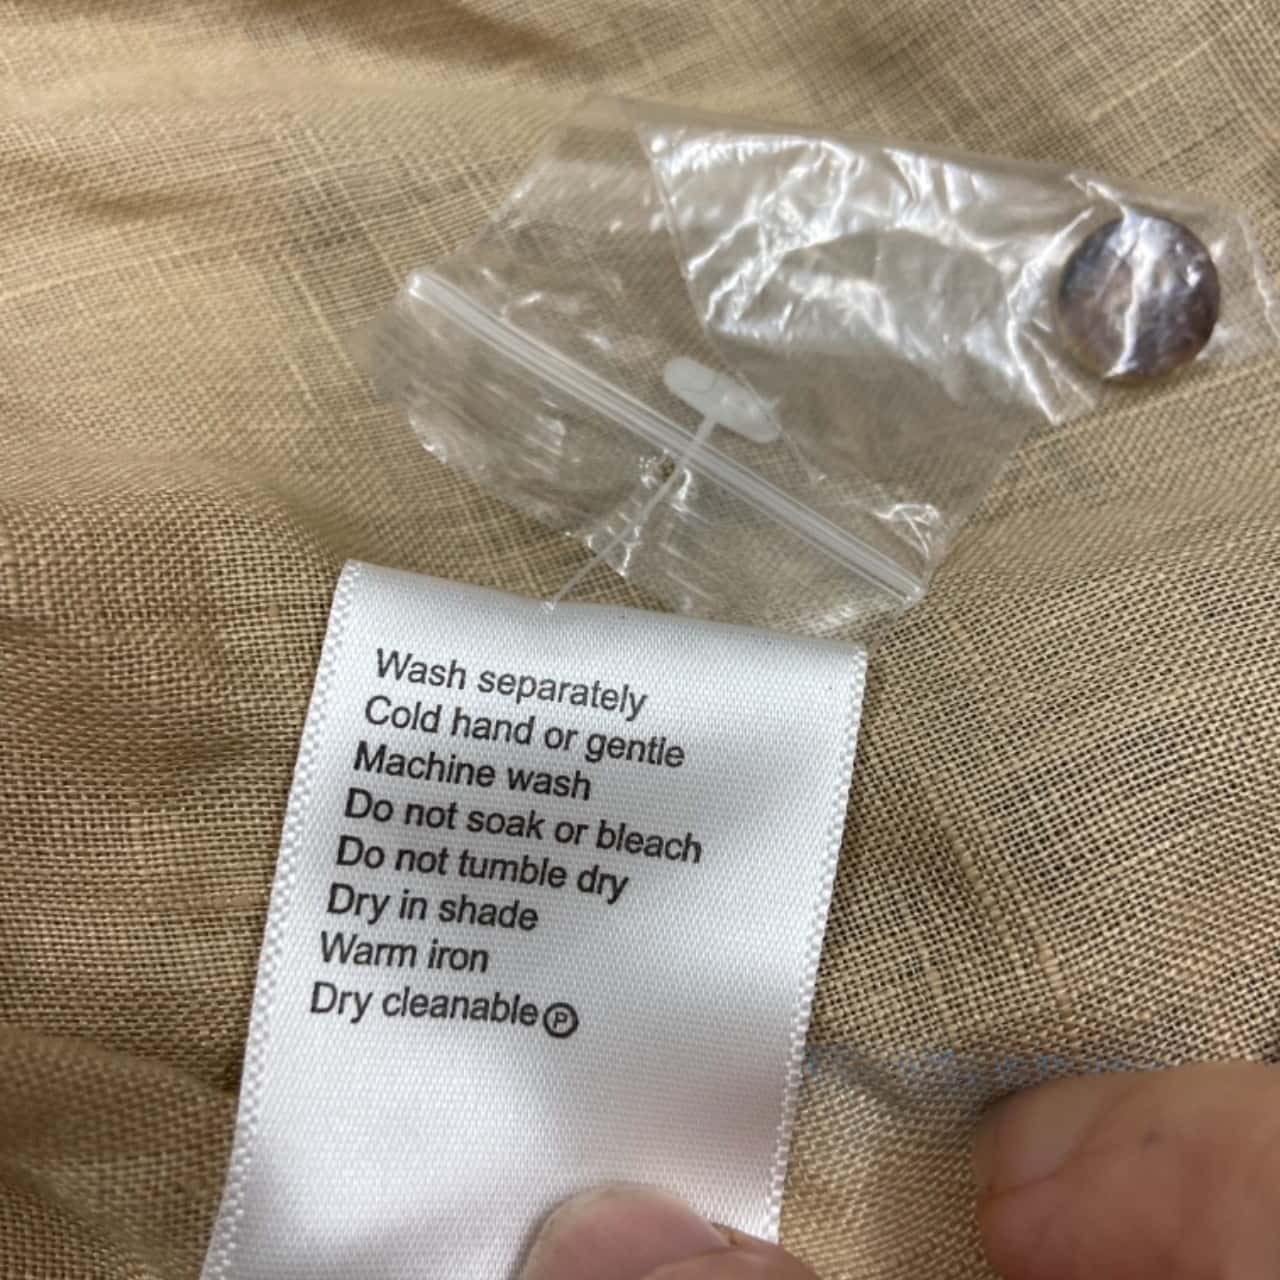 Wash separately
Cold hand or gentle
Machine wash
Do not soak or bleach
Do not tumble dry
Dry in shade
Warm iron
Dry cleanable Ⓟ